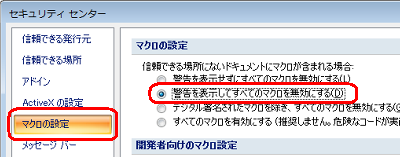 セキュリティ センター
信頼できる発行元
信頼できる場所
アドイン
ActiveX の設定
マクロの設定
メッセージ バー
マクロの設定
信頼できる場所にないドキュメントにマクロが含まれる場合:
警告を表示せずにすべてのマクロを無効にする(L)
警告を表示してすべてのマクロを無効にする(D)
デジタル署名されたマクロを除き、すべてのマクロを無効にする(G)
すべてのマクロを有効にする (推奨しません。危険なコードが実
開発者向けのマクロ設定